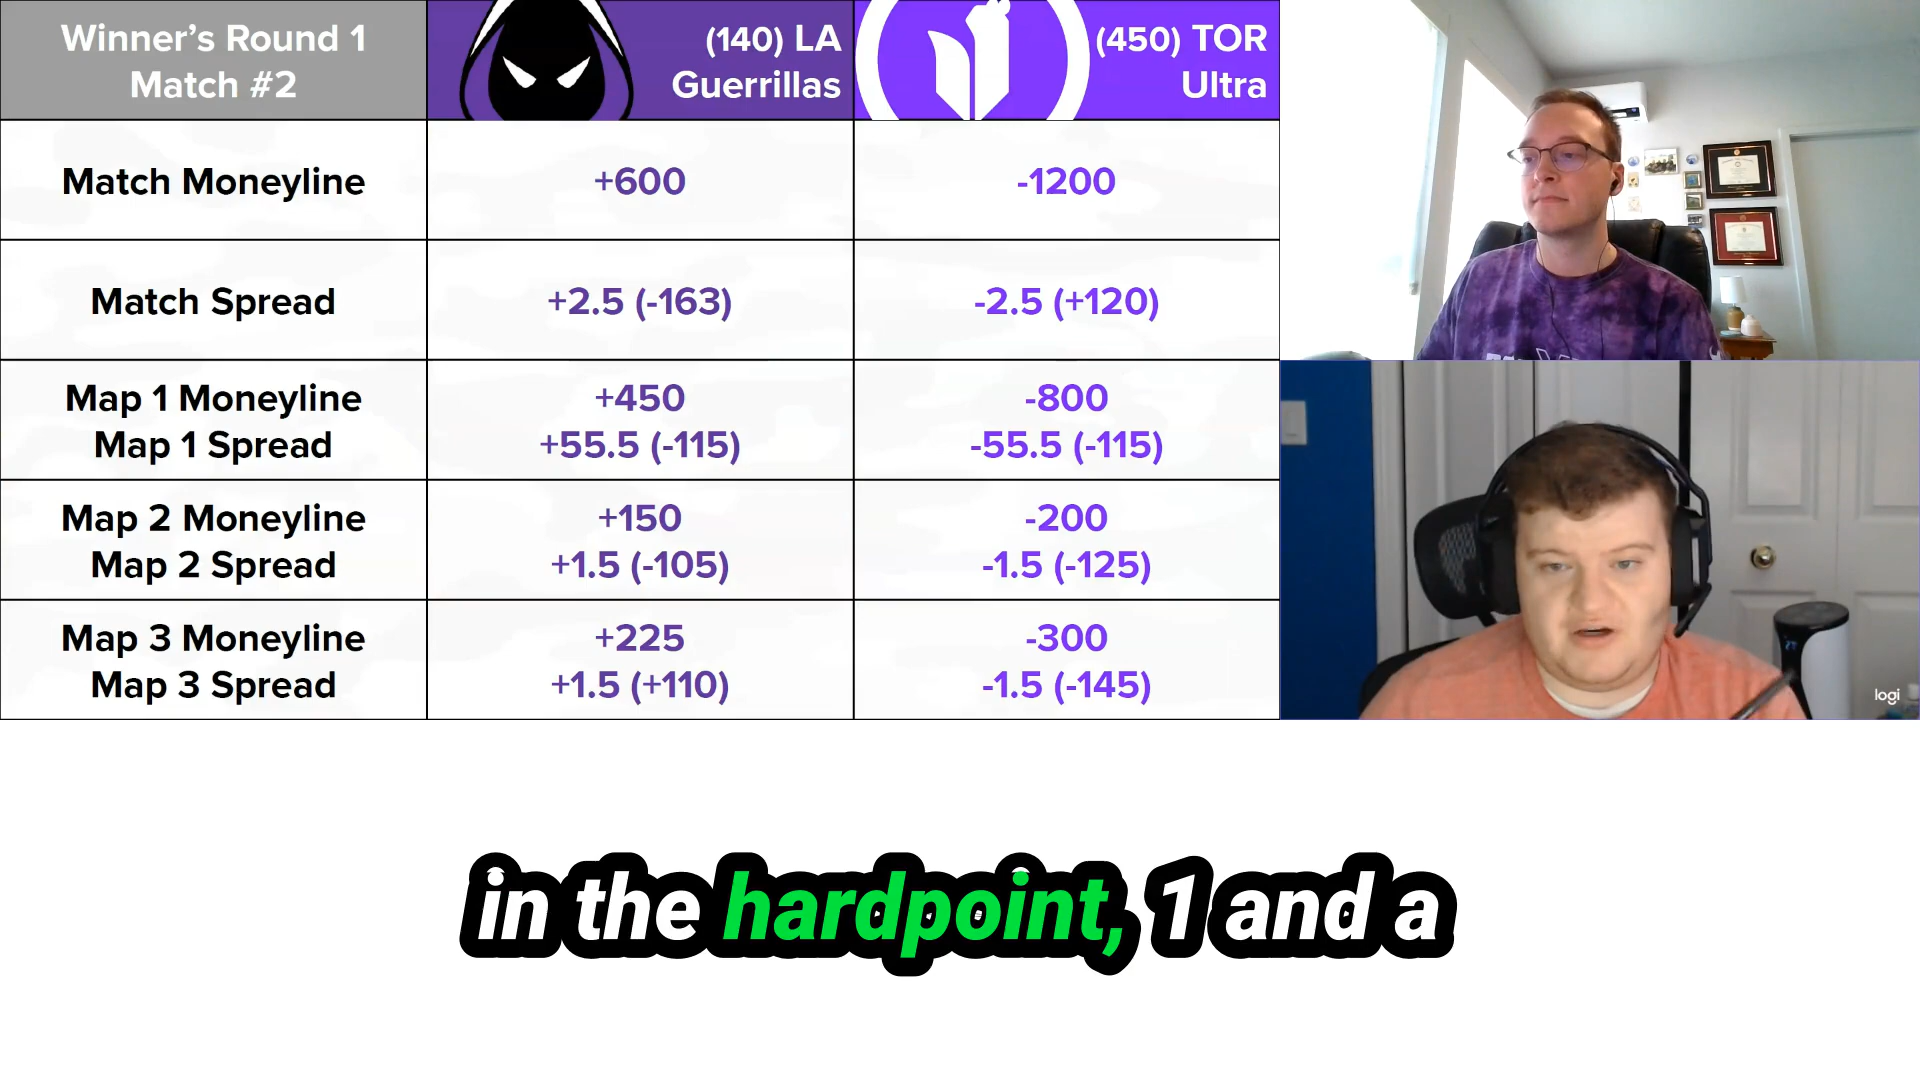 Winner’s Round 1
Match #2
(140) LA
Guerrillas
(450) TOR
Ultra
Match Moneyline
+600
-1200
Match Spread
+2.5 (-163)
-2.5 (+120)
Map 1 Moneyline
+450
-800
Map 1 Spread
+55.5 (-115)
-55.5 (-115)
Map 2 Moneyline
+150
-200
Map 2 Spread
+1.5 (-105)
-1.5 (-125)
Map 3 Moneyline
+225
-300
Map 3 Spread
+1.5 (+110)
-1.5 (-145)
logi
in the hardpoint, 1 and a